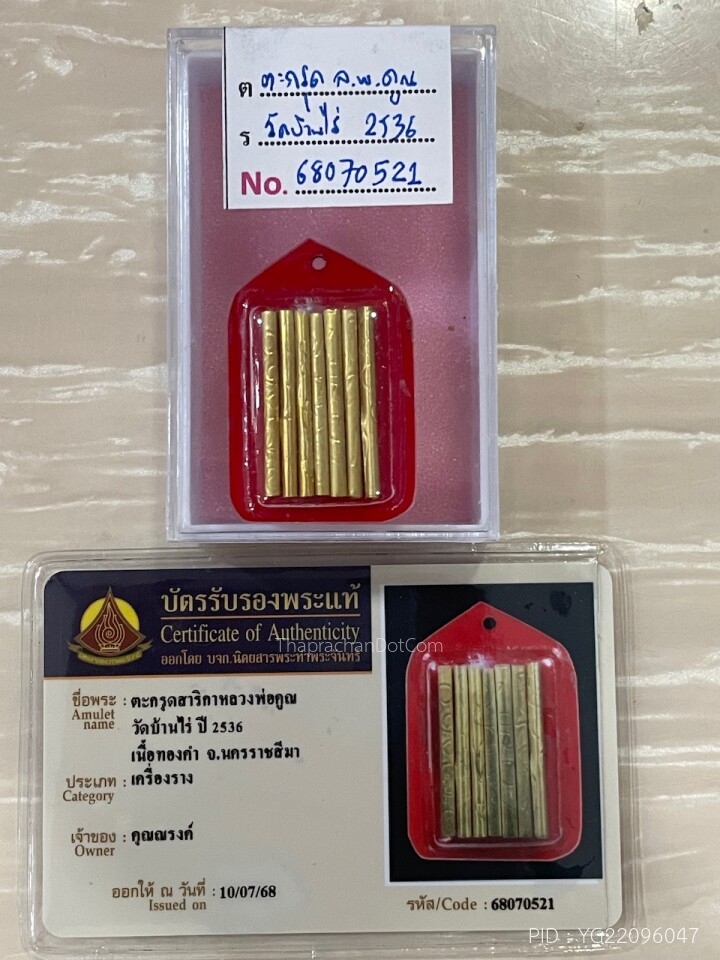 ต ตะกรุด ล.พ.คูณ
ร วัดบ้านไร่ 2536
No. 68070521
บัตรรับรองพระแท้
Certificate of Authenticity
ThaprachanDotCom
ออกโดย บจก.นิตยสารพระท่าพระจันทร์
ชื่อพระ : ตะกรุดสาริกาหลวงพ่อคูณ
Amulet name
วัดบ้านไร่ ปี 2536
เนื้อทองคำ จ.นครราชสีมา
ประเภท : เครื่องราง
Category
เจ้าของ : คุณณรงค์
Owner
ออกให้ ณ วันที่ : 10/07/68
Issued on
รหัส/Code : 68070521
PID : YG22096047